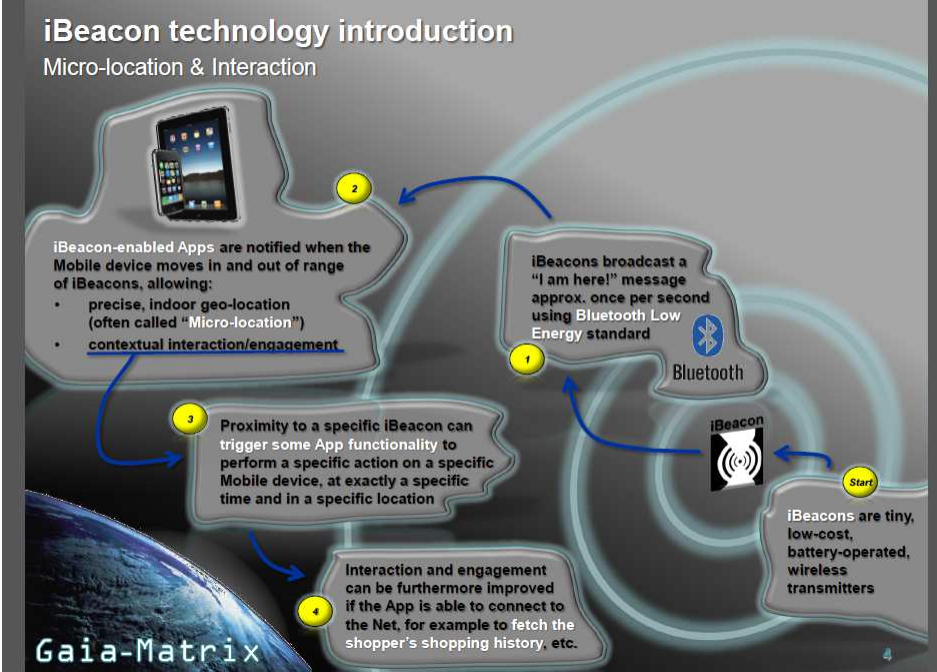 iBeacon technology introduction
Micro-location & Interaction
Start
iBeacons are tiny,
low-cost,
battery-operated,
wireless
transmitters
iBeacon
1
iBeacons broadcast a
“I am here!” message
approx. once per second
using Bluetooth Low
Energy standard
Bluetooth
2
iBeacon-enabled Apps are notified when the
Mobile device moves in and out of range
of iBeacons, allowing:
• precise, indoor geo-location
(often called “Micro-location”)
• contextual interaction/engagement
3
Proximity to a specific iBeacon can
trigger some App functionality to
perform a specific action on a specific
Mobile device, at exactly a specific
time and in a specific location
4
Interaction and engagement
can be furthermore improved
if the App is able to connect to
the Net, for example to fetch the
shopper’s shopping history, etc.
Gaia-Matrix
4